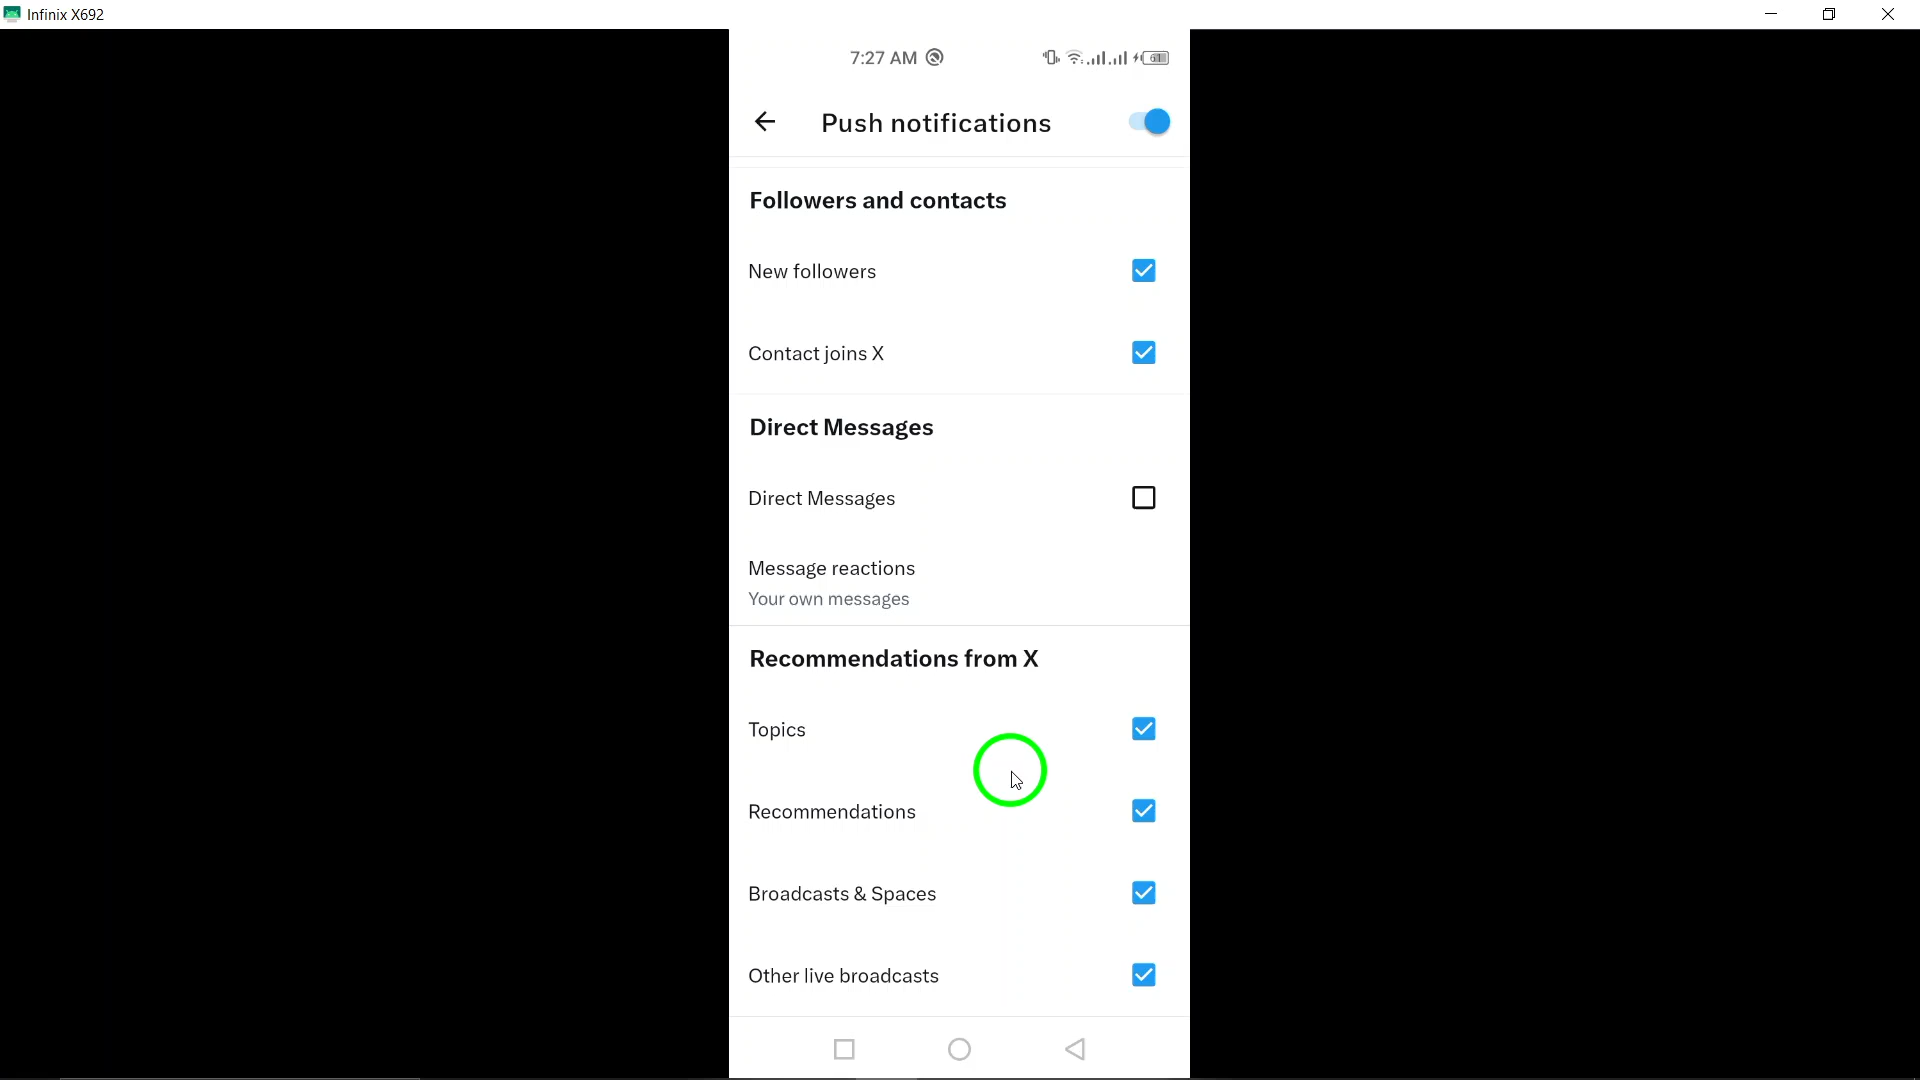 Infinix X692
7:27 AM
61
Push notifications
Followers and contacts
New followers
Contact joins X
Direct Messages
Direct Messages
Message reactions
Your own messages
Recommendations from X
Topics
Recommendations
Broadcasts & Spaces
Other live broadcasts